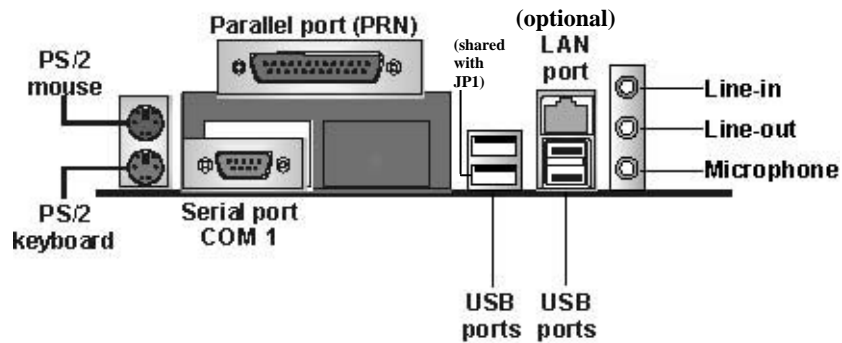 (optional)
Parallel port (PRN)
(shared
with
JP1)
LAN
port
PS/2
mouse
Line-in
Line-out
Microphone
PS/2
keyboard
Serial port
COM 1
USB
ports
USB
ports